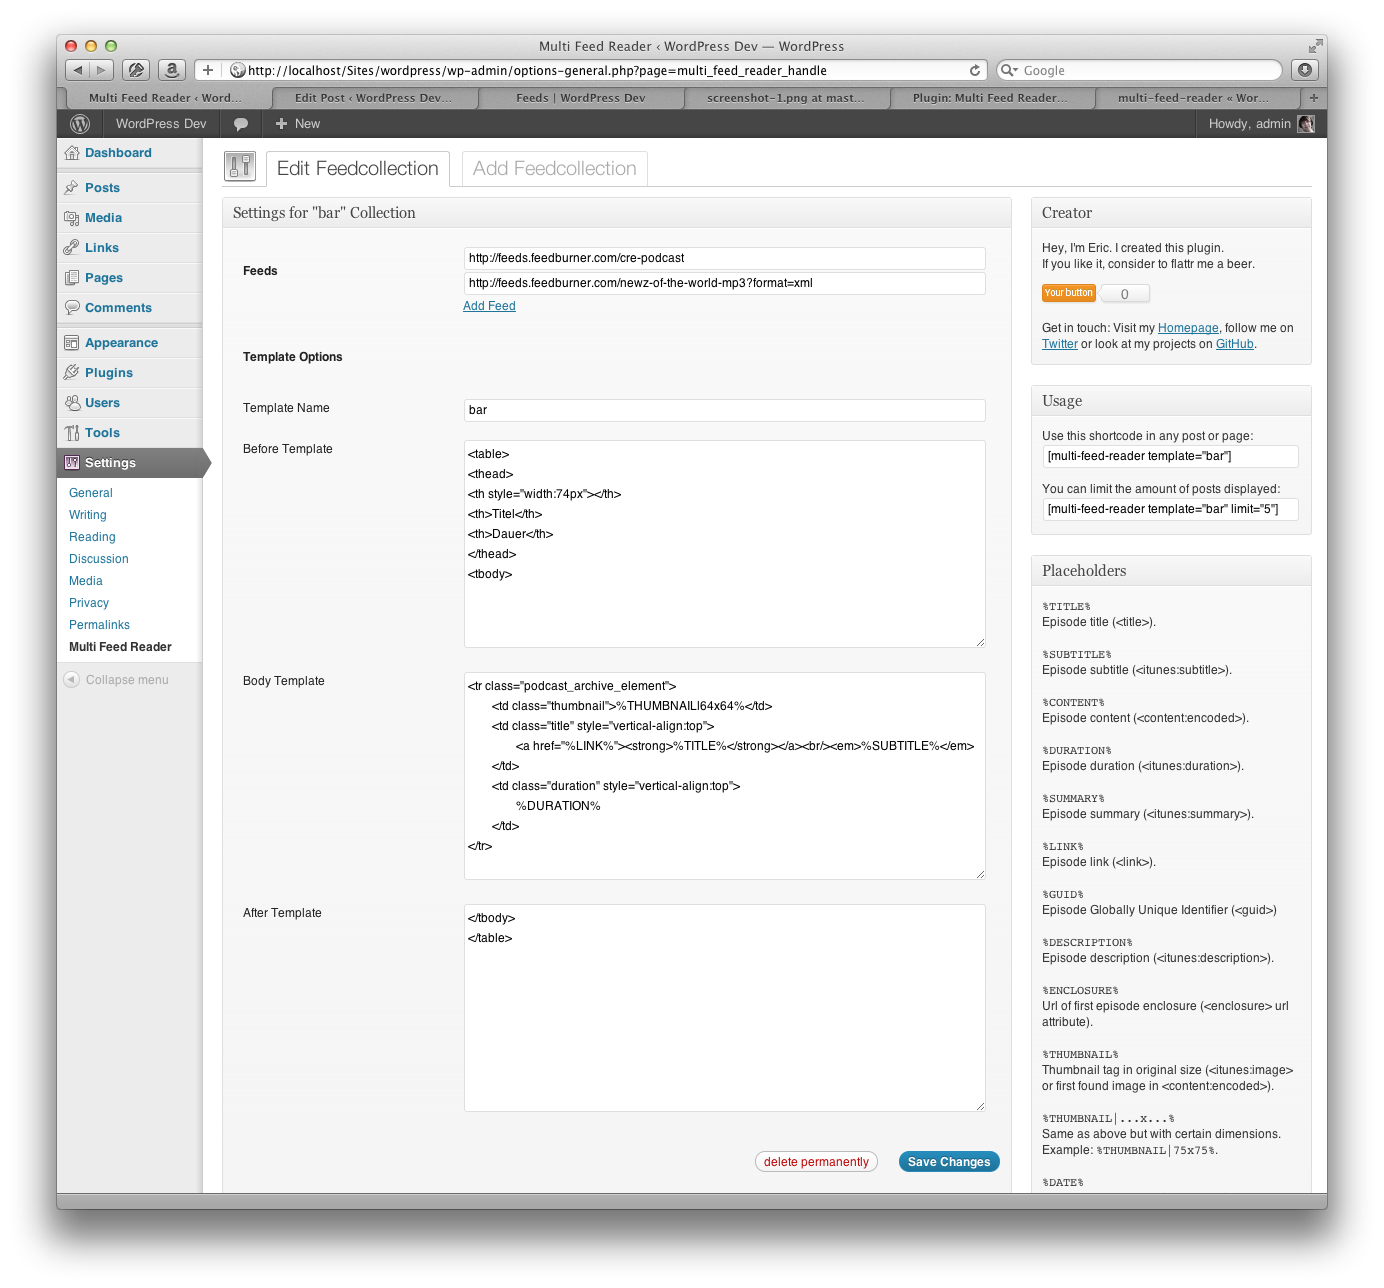 Multi Feed Reader ‹ WordPress Dev — WordPress
http://localhost/Sites/wordpress/wp-admin/options-general.php?page=multi_feed_reader_handle
Google
Multi Feed Reader ‹ Word...
Edit Post ‹ WordPress Dev...
Feeds | WordPress Dev
screenshot-1.png at mast...
Plugin: Multi Feed Reader...
multi-feed-reader « Wor...
WordPress Dev
New
Howdy, admin
Dashboard
Posts
Media
Links
Pages
Comments
Appearance
Plugins
Users
Tools
Settings
General
Writing
Reading
Discussion
Media
Privacy
Permalinks
Multi Feed Reader
Collapse menu
Edit Feedcollection
Add Feedcollection
Settings for "bar" Collection
Feeds
http://feeds.feedburner.com/cre-podcast
http://feeds.feedburner.com/newz-of-the-world-mp3?format=xml
Add Feed
Template Options
Template Name
bar
Before Template
<table>
<thead>
<th style="width:74px"></th>
<th>Titel</th>
<th>Dauer</th>
</thead>
<tbody>
Body Template
<tr class="podcast_archive_element">
<td class="thumbnail">%THUMBNAIL|64x64%</td>
<td class="title" style="vertical-align:top">
<a href="%LINK%"><strong>%TITLE%</strong></a><br/><em>%SUBTITLE%</em>
</td>
<td class="duration" style="vertical-align:top">
%DURATION%
</td>
</tr>
After Template
</tbody>
</table>
delete permanently
Save Changes
Creator
Hey, I'm Eric. I created this plugin.
If you like it, consider to flattr me a beer.
Your button
0
Get in touch: Visit my Homepage, follow me on
Twitter or look at my projects on GitHub.
Usage
Use this shortcode in any post or page:
[multi-feed-reader template="bar"]
You can limit the amount of posts displayed:
[multi-feed-reader template="bar" limit="5"]
Placeholders
%TITLE%
Episode title (<title>).
%SUBTITLE%
Episode subtitle (<itunes:subtitle>).
%CONTENT%
Episode content (<content:encoded>).
%DURATION%
Episode duration (<itunes:duration>).
%SUMMARY%
Episode summary (<itunes:summary>).
%LINK%
Episode link (<link>).
%GUID%
Episode Globally Unique Identifier (<guid>)
%DESCRIPTION%
Episode description (<itunes:description>).
%ENCLOSURE%
Url of first episode enclosure (<enclosure> url
attribute).
%THUMBNAIL%
Thumbnail tag in original size (<itunes:image>
or first found image in <content:encoded>).
%THUMBNAIL|...x...%
Same as above but with certain dimensions.
Example: %THUMBNAIL|75x75%.
%DATE%